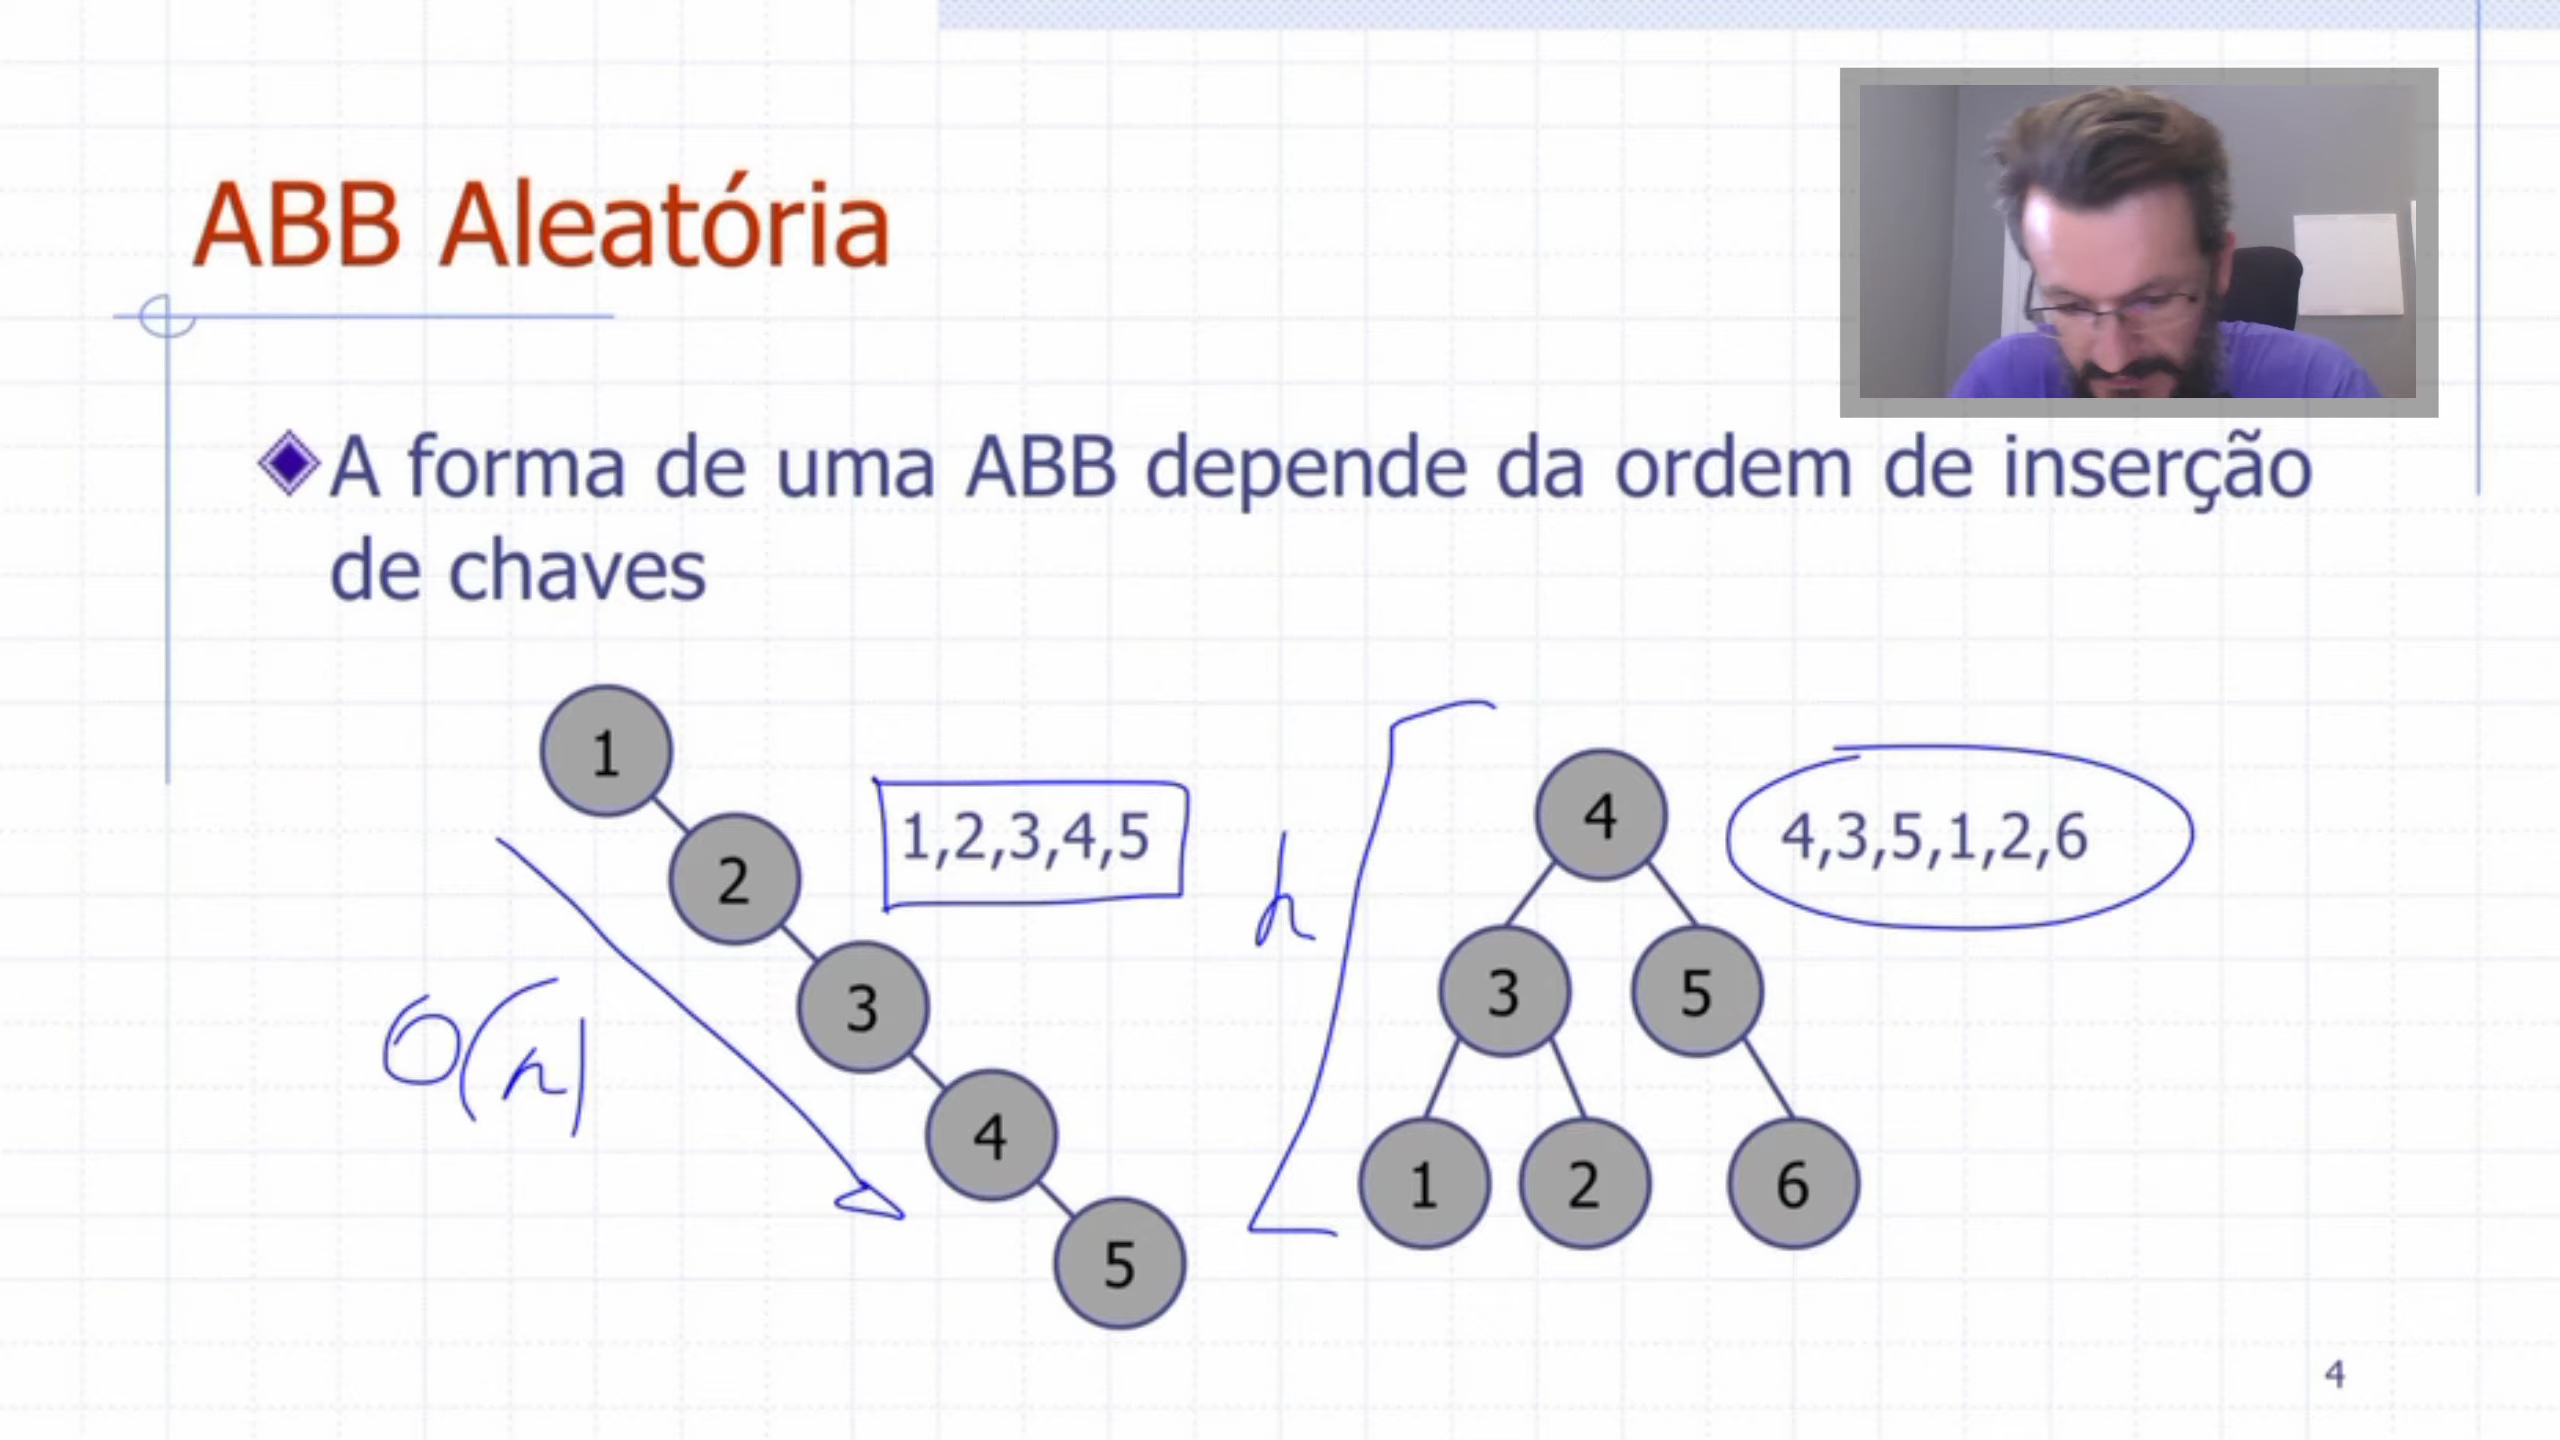 ABB Aleatória
A forma de uma ABB depende da ordem de inserção
de chaves
1
2
3
4
5
1,2,3,4,5
O(n)
h
4
3
5
1
2
6
4,3,5,1,2,6
4